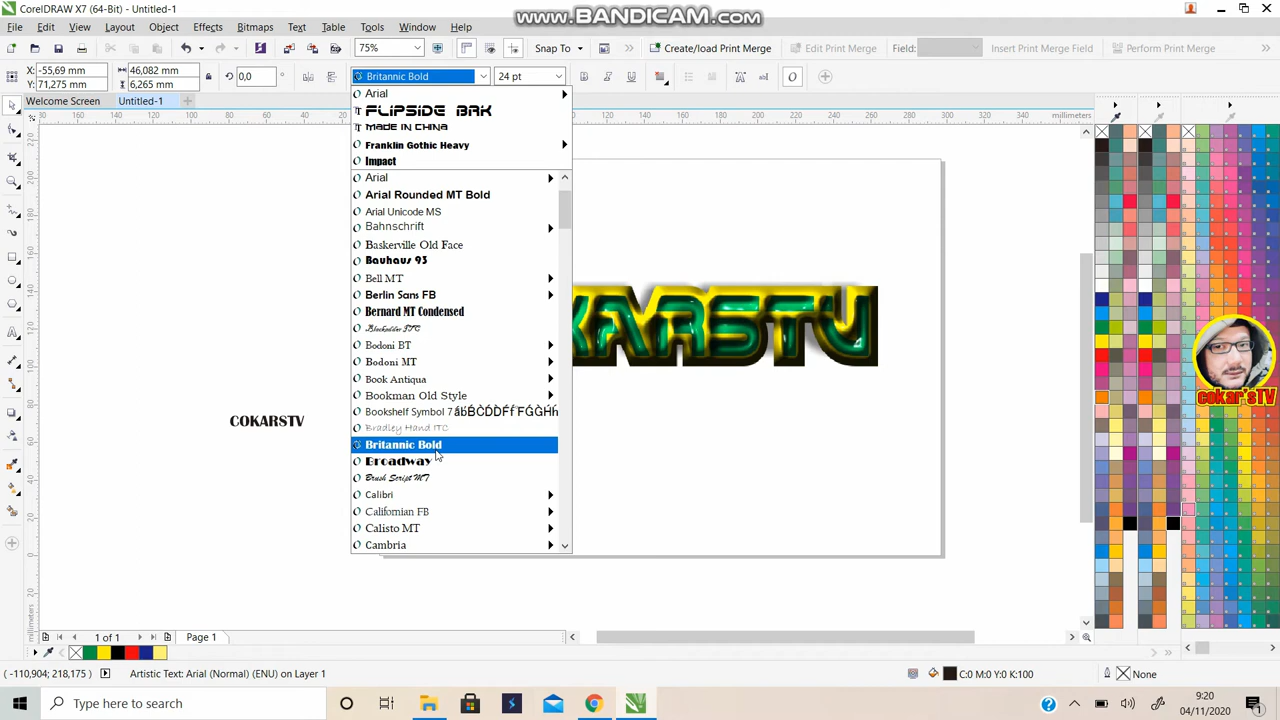 CorelDRAW X7 (64-Bit) - Untitled-1
www.BANDICAM.com
File Edit View Layout Object Effects Bitmaps Text Table Tools Window Help
75% Snap To Create/load Print Merge Edit Print Merge Field: Insert Print Merge Field Perform Print Merge
X: -55,69 mm 46,082 mm
Y: 71,275 mm 6,265 mm
0,0 ° Britannic Bold 24 pt
Welcome Screen Untitled-1
millimeters
Arial
FLIPSIDE BRK
MADE IN CHINA
Franklin Gothic Heavy
Impact
Arial
Arial Rounded MT Bold
Arial Unicode MS
Bahnschrift
Baskerville Old Face
Bauhaus 93
Bell MT
Berlin Sans FB
Bernard MT Condensed
Blackadder ITC
Bodoni BT
Bodoni MT
Book Antiqua
Bookman Old Style
Bookshelf Symbol 7
Bradley Hand ITC
Britannic Bold
Broadway
Brush Script MT
Calibri
Californian FB
Calisto MT
Cambria
KARSTV
COKARSTV
cokar'sTV
1 of 1 Page 1
(-110,904; 218,175) Artistic Text: Arial (Normal) (ENU) on Layer 1 C:0 M:0 Y:0 K:100 None
Type here to search
9:20
04/11/2020